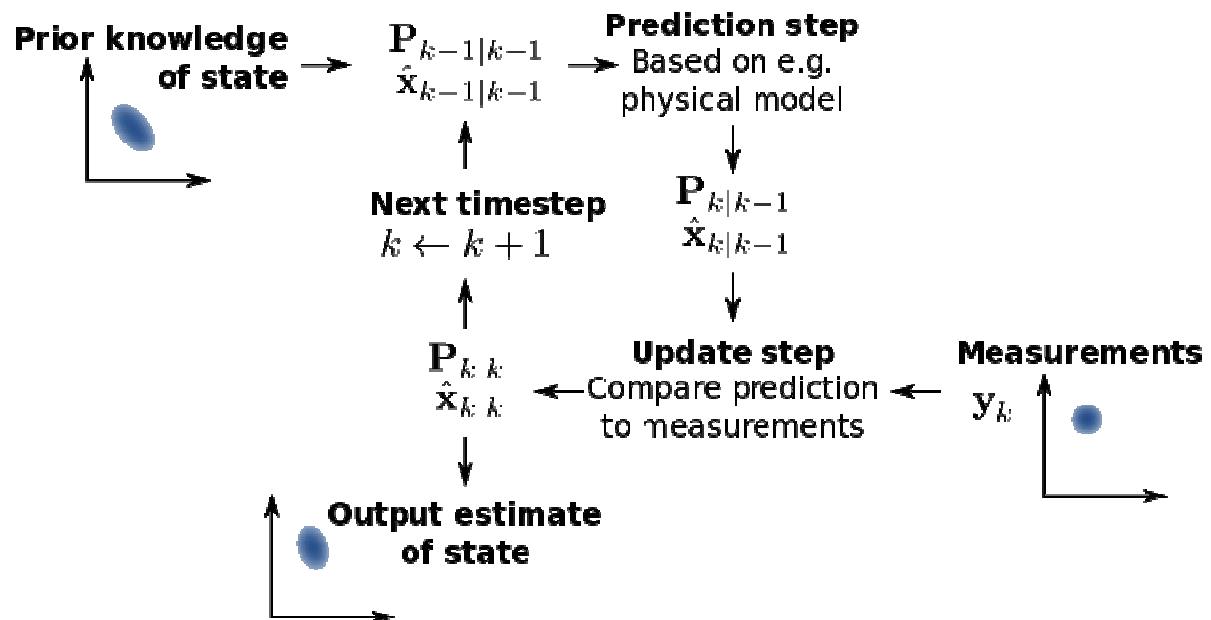 Prior knowledge
of state
P_{k−1|k−1}
x̂_{k−1|k−1}
Prediction step
Based on e.g.
physical model
P_{k|k−1}
x̂_{k|k−1}
Next timestep
k ← k + 1
P_{k k}
x̂_{k k}
Update step
Compare prediction
to measurements
Measurements
y_k
Output estimate
of state